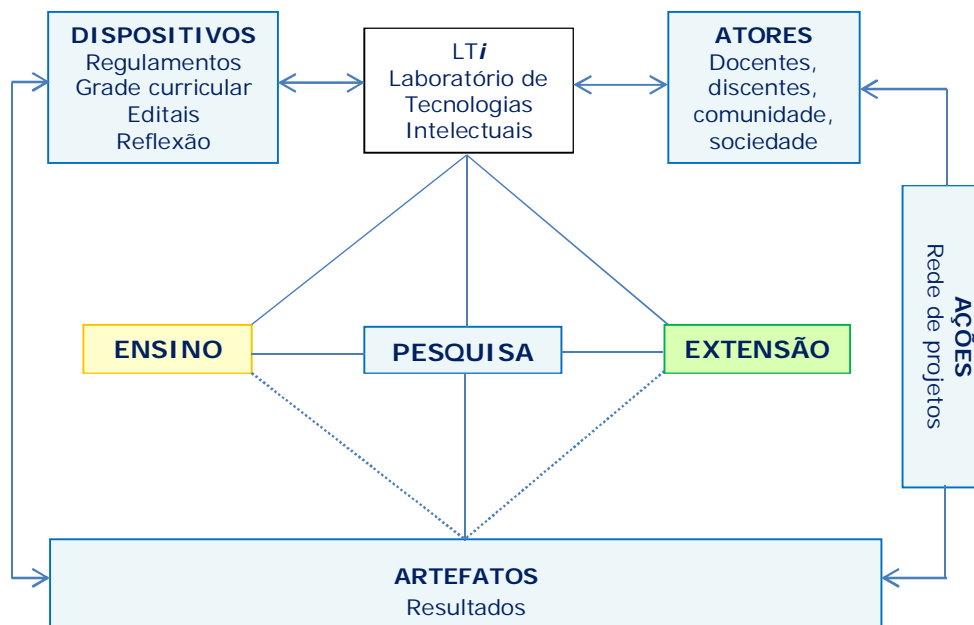 DISPOSITIVOS
Regulamentos
Grade curricular
Editais
Reflexão
LTi
Laboratório de
Tecnologias
Intelectuais
ATORES
Docentes,
discentes,
comunidade,
sociedade
AÇÕES
Rede de projetos
ENSINO
PESQUISA
EXTENSÃO
ARTEFATOS
Resultados